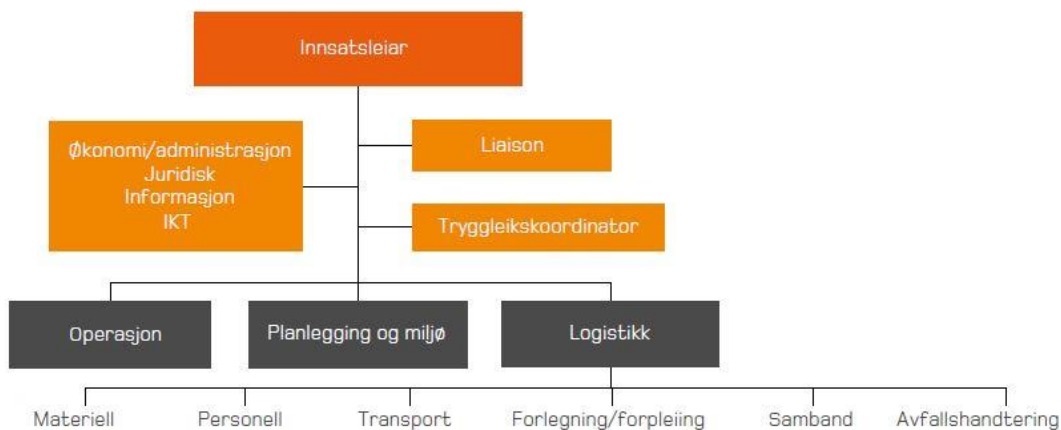 Innsatsleiar
Økonomi/administrasjon
Juridisk
Informasjon
IKT
Liaison
Tryggleikskoordinator
Operasjon
Planlegging og miljø
Logistikk
Materiell
Personell
Transport
Forlegning/forpleiing
Samband
Avfallshandtering